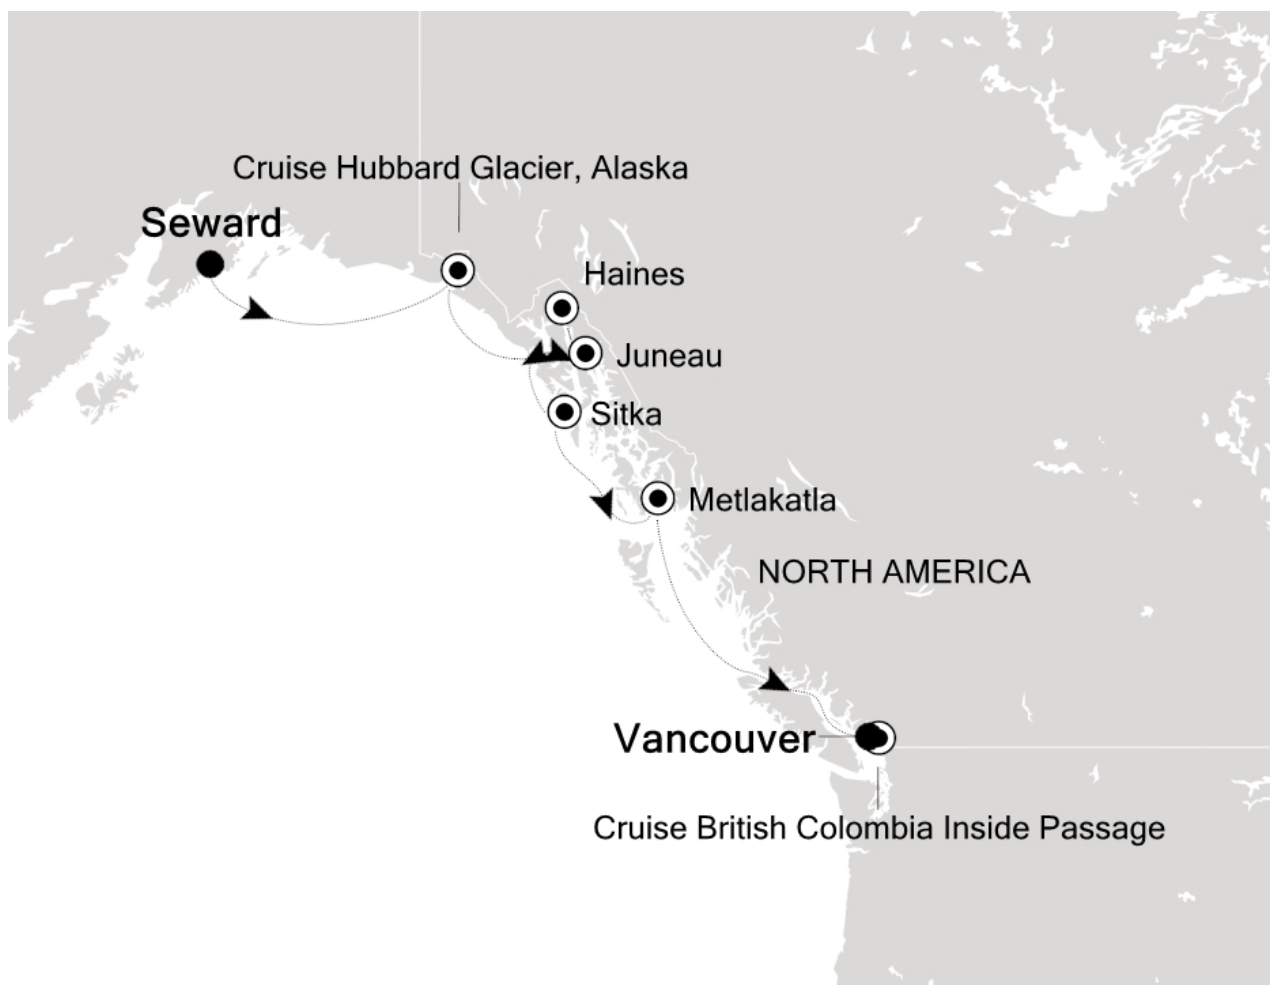 Cruise Hubbard Glacier, Alaska
Seward
Haines
Juneau
Sitka
Metlakatla
NORTH AMERICA
Vancouver
Cruise British Colombia Inside Passage